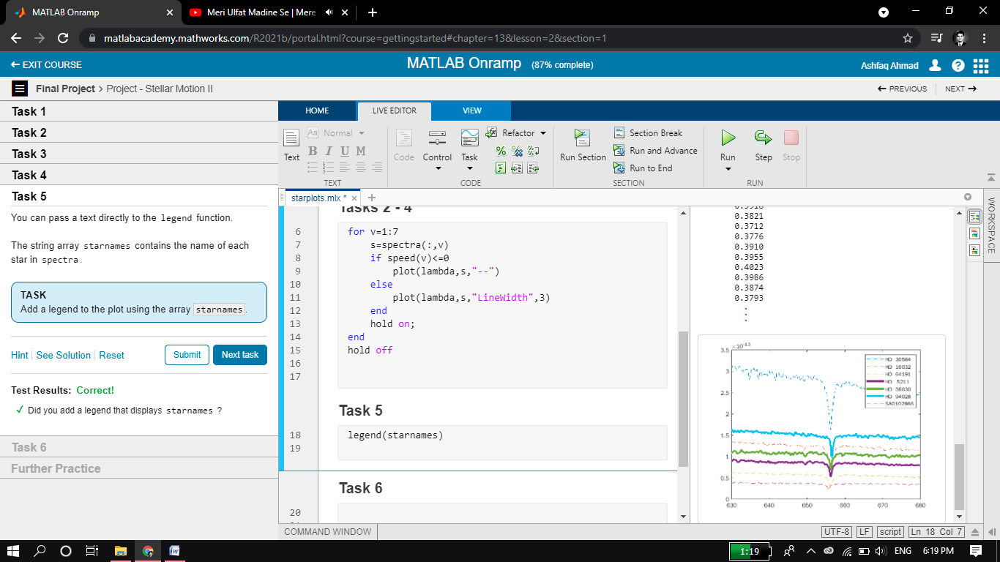 MATLAB Onramp
Meri Ulfat Madine Se | Mere
matlabacademy.mathworks.com/R2021b/portal.html?course=gettingstarted#chapter=13&lesson=2&section=1
EXIT COURSE
MATLAB Onramp (87% complete)
Ashfaq Ahmad
Final Project > Project - Stellar Motion II
PREVIOUS
NEXT
Task 1
Task 2
Task 3
Task 4
Task 5
You can pass a text directly to the legend function.
The string array starnames contains the name of each
star in spectra.
TASK
Add a legend to the plot using the array starnames.
Hint | See Solution | Reset
Submit
Next task
Test Results: Correct!
Did you add a legend that displays starnames ?
Task 6
Further Practice
HOME
LIVE EDITOR
VIEW
Text
Aa Normal
B I U M
TEXT
Code
Control
Task
Refactor
CODE
Run Section
Section Break
Run and Advance
Run to End
SECTION
Run
Step
Stop
RUN
starplots.mlx *
Tasks 2 - 4
6 for v=1:7
7 s=spectra(:,v)
8 if speed(v)<=0
9 plot(lambda,s,"--")
10 else
11 plot(lambda,s,"LineWidth",3)
12 end
13 hold on;
14 end
15 hold off
16
17
Task 5
18 legend(starnames)
19
Task 6
20
0.3821
0.3712
0.3776
0.3910
0.3955
0.4023
0.3986
0.3874
0.3793
×10-13
3.5
3
2.5
2
1.5
1
0.5
0
630 640 650 660 670 680
HD 30584
HD 10032
HD 64191
HD 5211
HD 56030
HD 94028
SAO102986
WORKSPACE
COMMAND WINDOW
UTF-8
LF
script
Ln 18 Col 7
1:19
ENG
6:19 PM